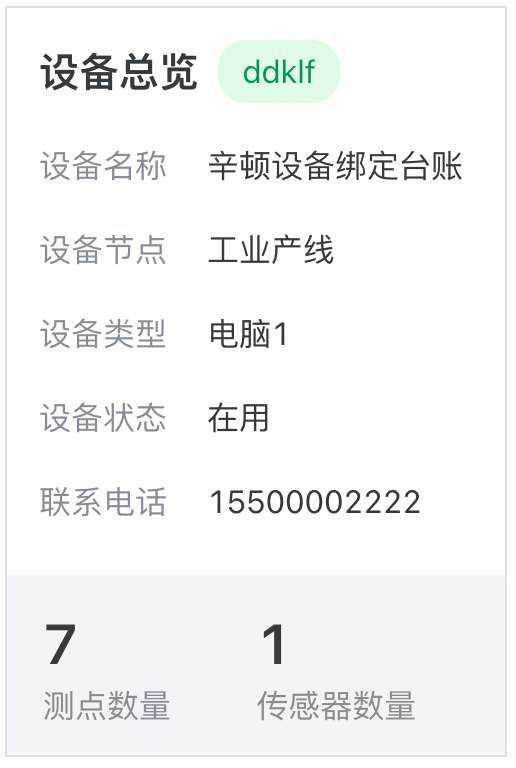 设备总览 ddklf
设备名称 辛顿设备绑定台账
设备节点 工业产线
设备类型 电脑1
设备状态 在用
联系电话 15500002222
7 1
测点数量 传感器数量